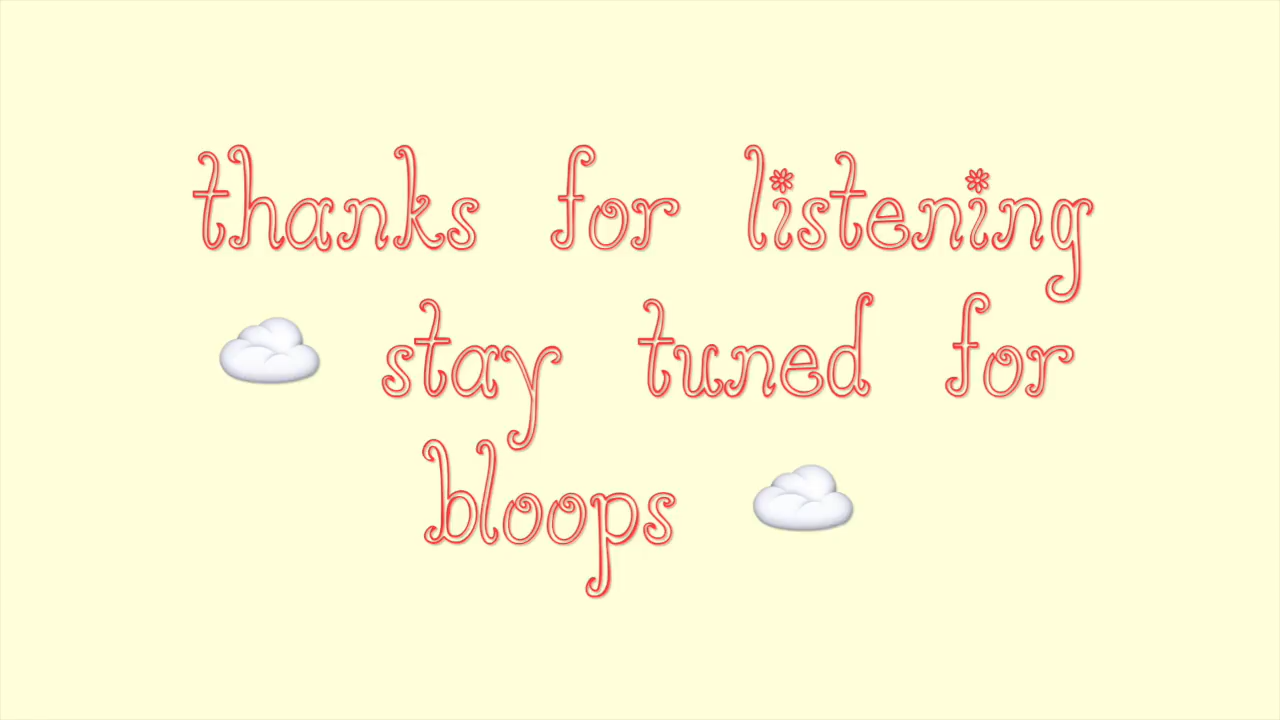 thanks for listening
☁️ stay tuned for
bloops ☁️